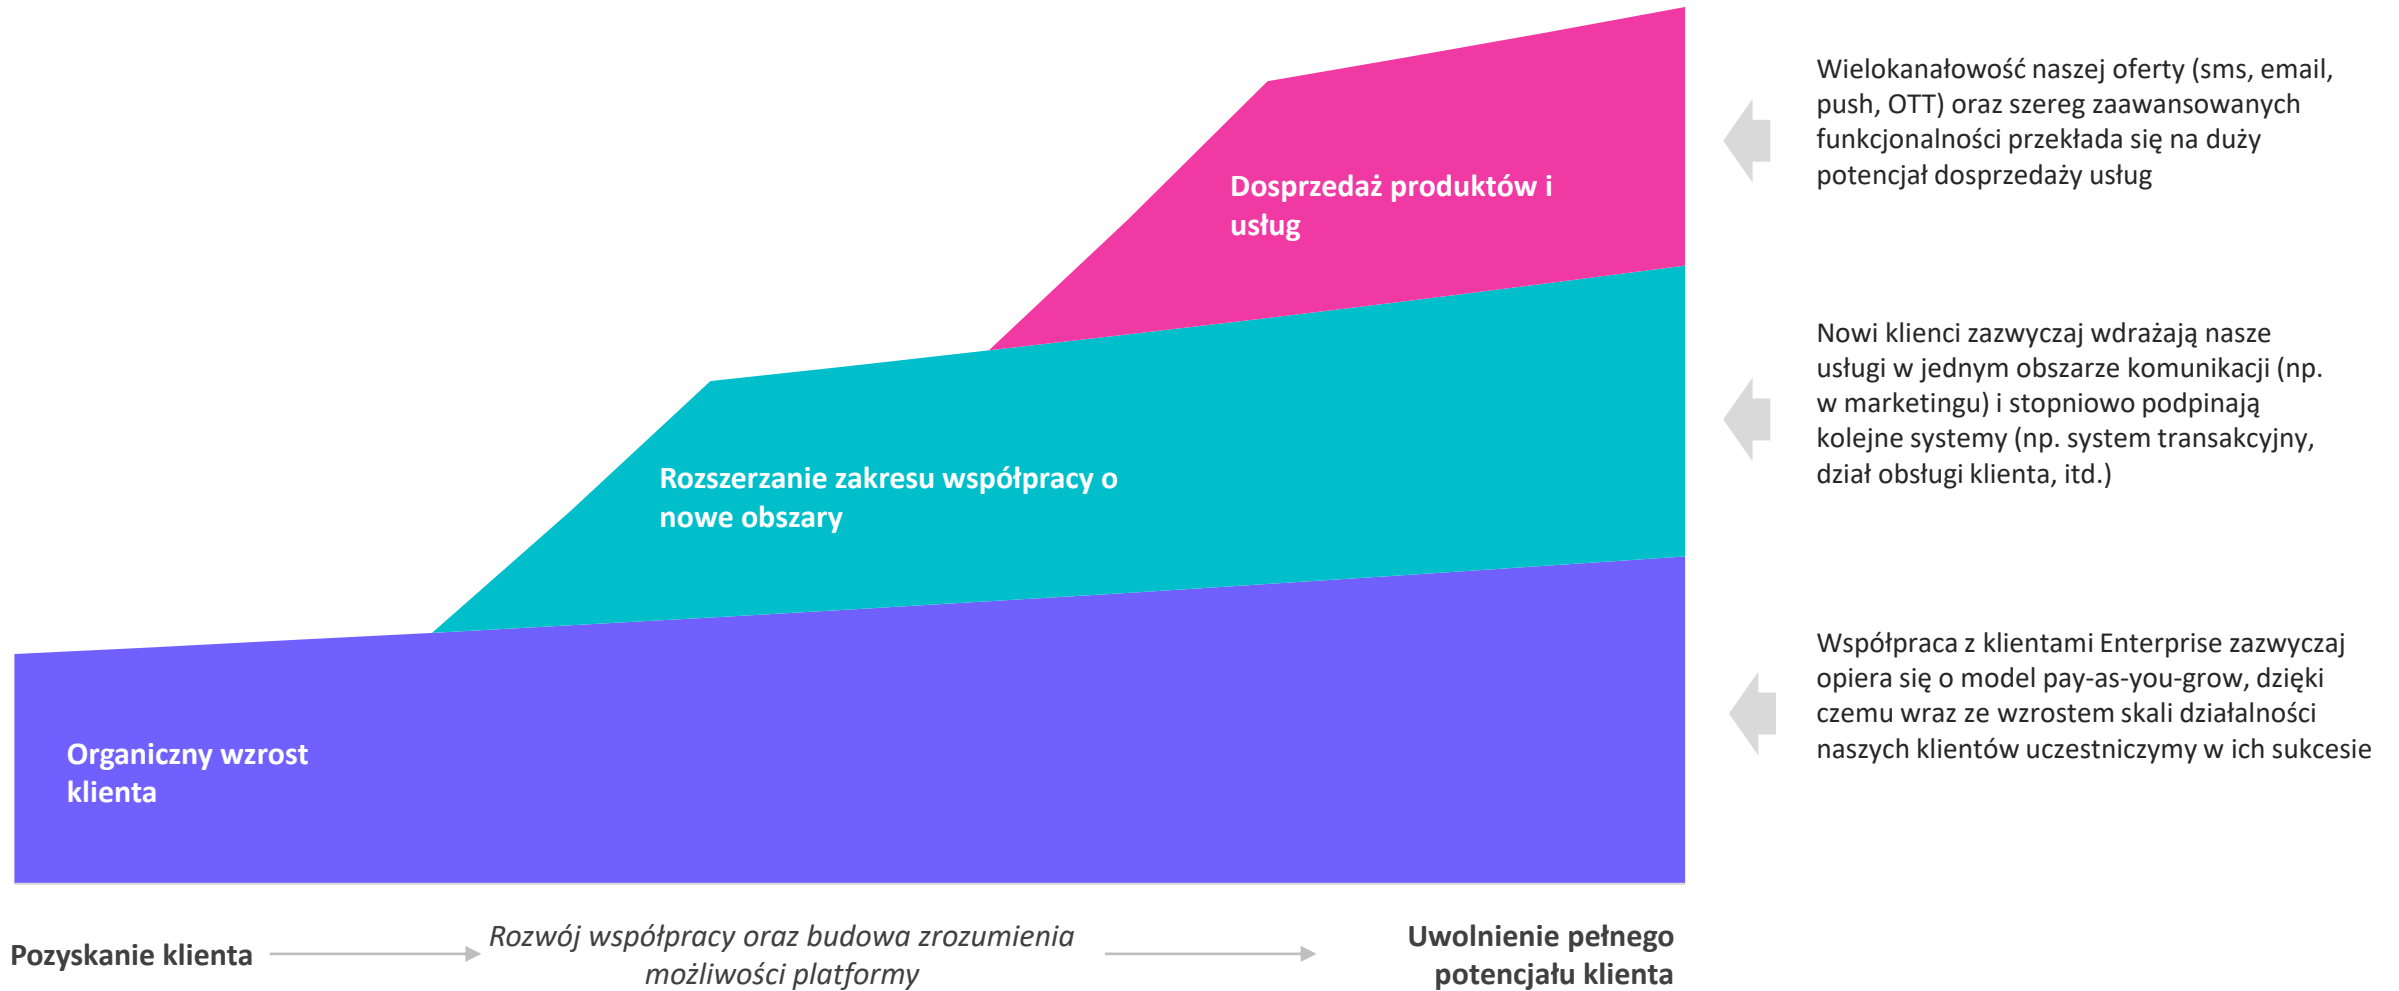 Wielokanałowość naszej oferty (sms, email,
push, OTT) oraz szereg zaawansowanych
funkcjonalności przekłada się na duży
potencjał dosprzedaży usług
Dosprzedaż produktów i
usług
Nowi klienci zazwyczaj wdrażają nasze
usługi w jednym obszarze komunikacji (np.
w marketingu) i stopniowo podpinają
kolejne systemy (np. system transakcyjny,
dział obsługi klienta, itd.)
Rozszerzanie zakresu współpracy o
nowe obszary
Współpraca z klientami Enterprise zazwyczaj
opiera się o model pay-as-you-grow, dzięki
czemu wraz ze wzrostem skali działalności
naszych klientów uczestniczymy w ich sukcesie
Organiczny wzrost
klienta
Pozyskanie klienta
Rozwój współpracy oraz budowa zrozumienia
możliwości platformy
Uwolnienie pełnego
potencjału klienta